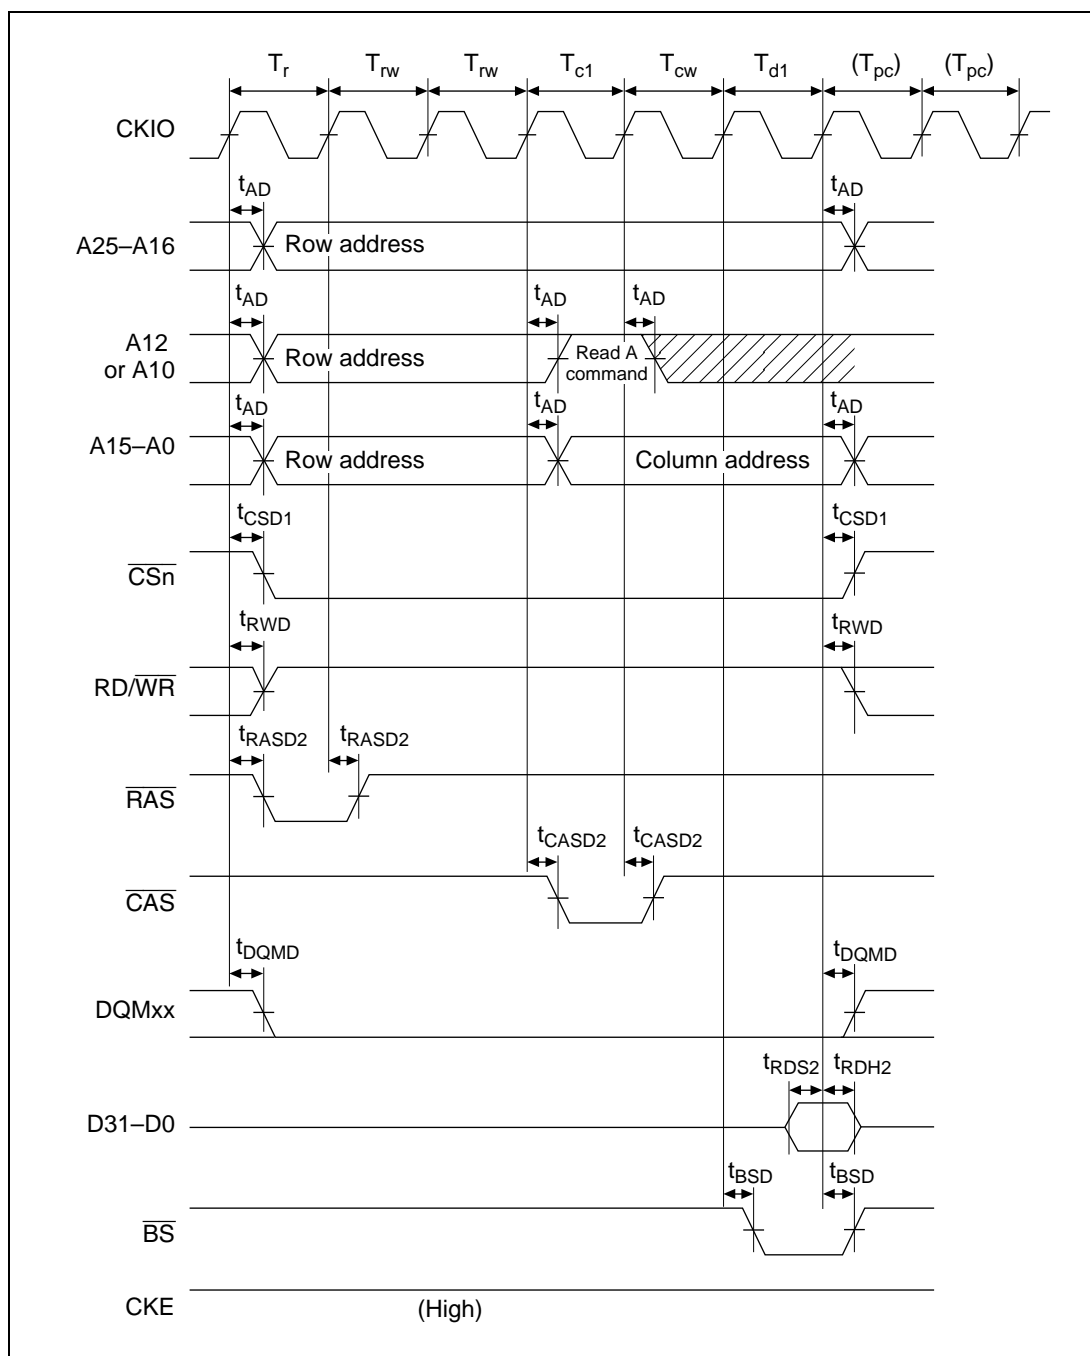 Tr Trw Trw Tc1 Tcw Td1 (Tpc) (Tpc)
CKIO
tAD tAD
A25–A16 Row address
tAD tAD tAD
A12 or A10 Row address Read A command
tAD tAD tAD
A15–A0 Row address Column address
tCSD1 tCSD1
CSn
tRWD tRWD
RD/WR
tRASD2 tRASD2
RAS
tCASD2 tCASD2
CAS
tDQMD tDQMD
DQMxx
tRDS2 tRDH2
D31–D0
tBSD tBSD
BS
CKE (High)